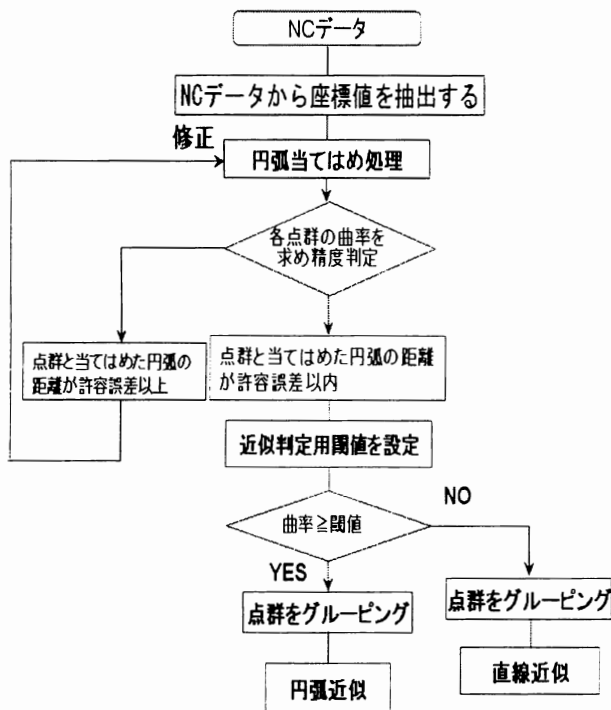 NCデータ
NCデータから座標値を抽出する
修正
円弧当てはめ処理
各点群の曲率を
求め精度判定
点群と当てはめた円弧の
距離が許容誤差以上
点群と当てはめた円弧の距離
が許容誤差以内
近似判定用閾値を設定
曲率≧閾値
NO
YES
点群をグルーピング
点群をグルーピング
円弧近似
直線近似